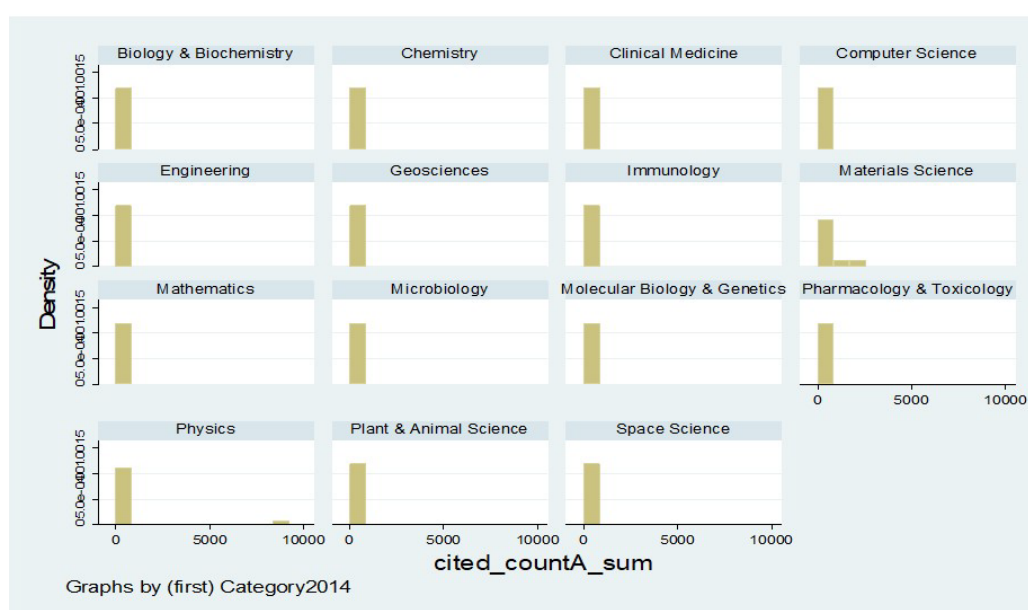 Biology & Biochemistry Chemistry Clinical Medicine Computer Science
Engineering Geosciences Immunology Materials Science
Mathematics Microbiology Molecular Biology & Genetics Pharmacology & Toxicology
0 5000 10000
Physics Plant & Animal Science Space Science
0 5000 10000 0 5000 10000 0 5000 10000
Density
cited_countA_sum
Graphs by (first) Category2014